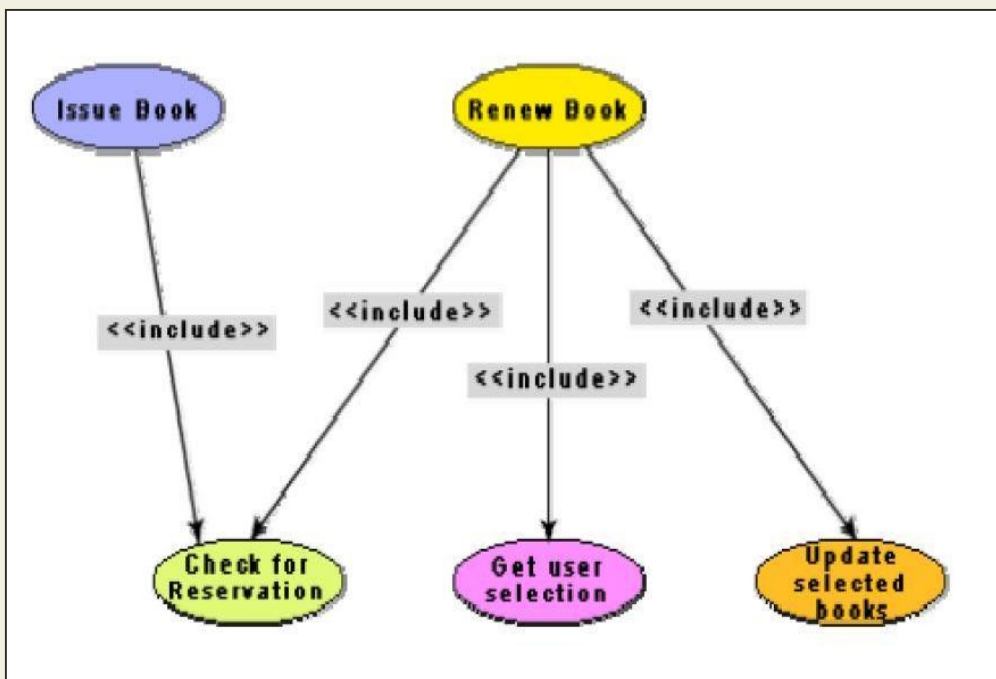 Issue Book
Renew Book
<<include>>
<<include>>
<<include>>
<<include>>
Check for
Reservation
Get user
selection
Update
selected
books